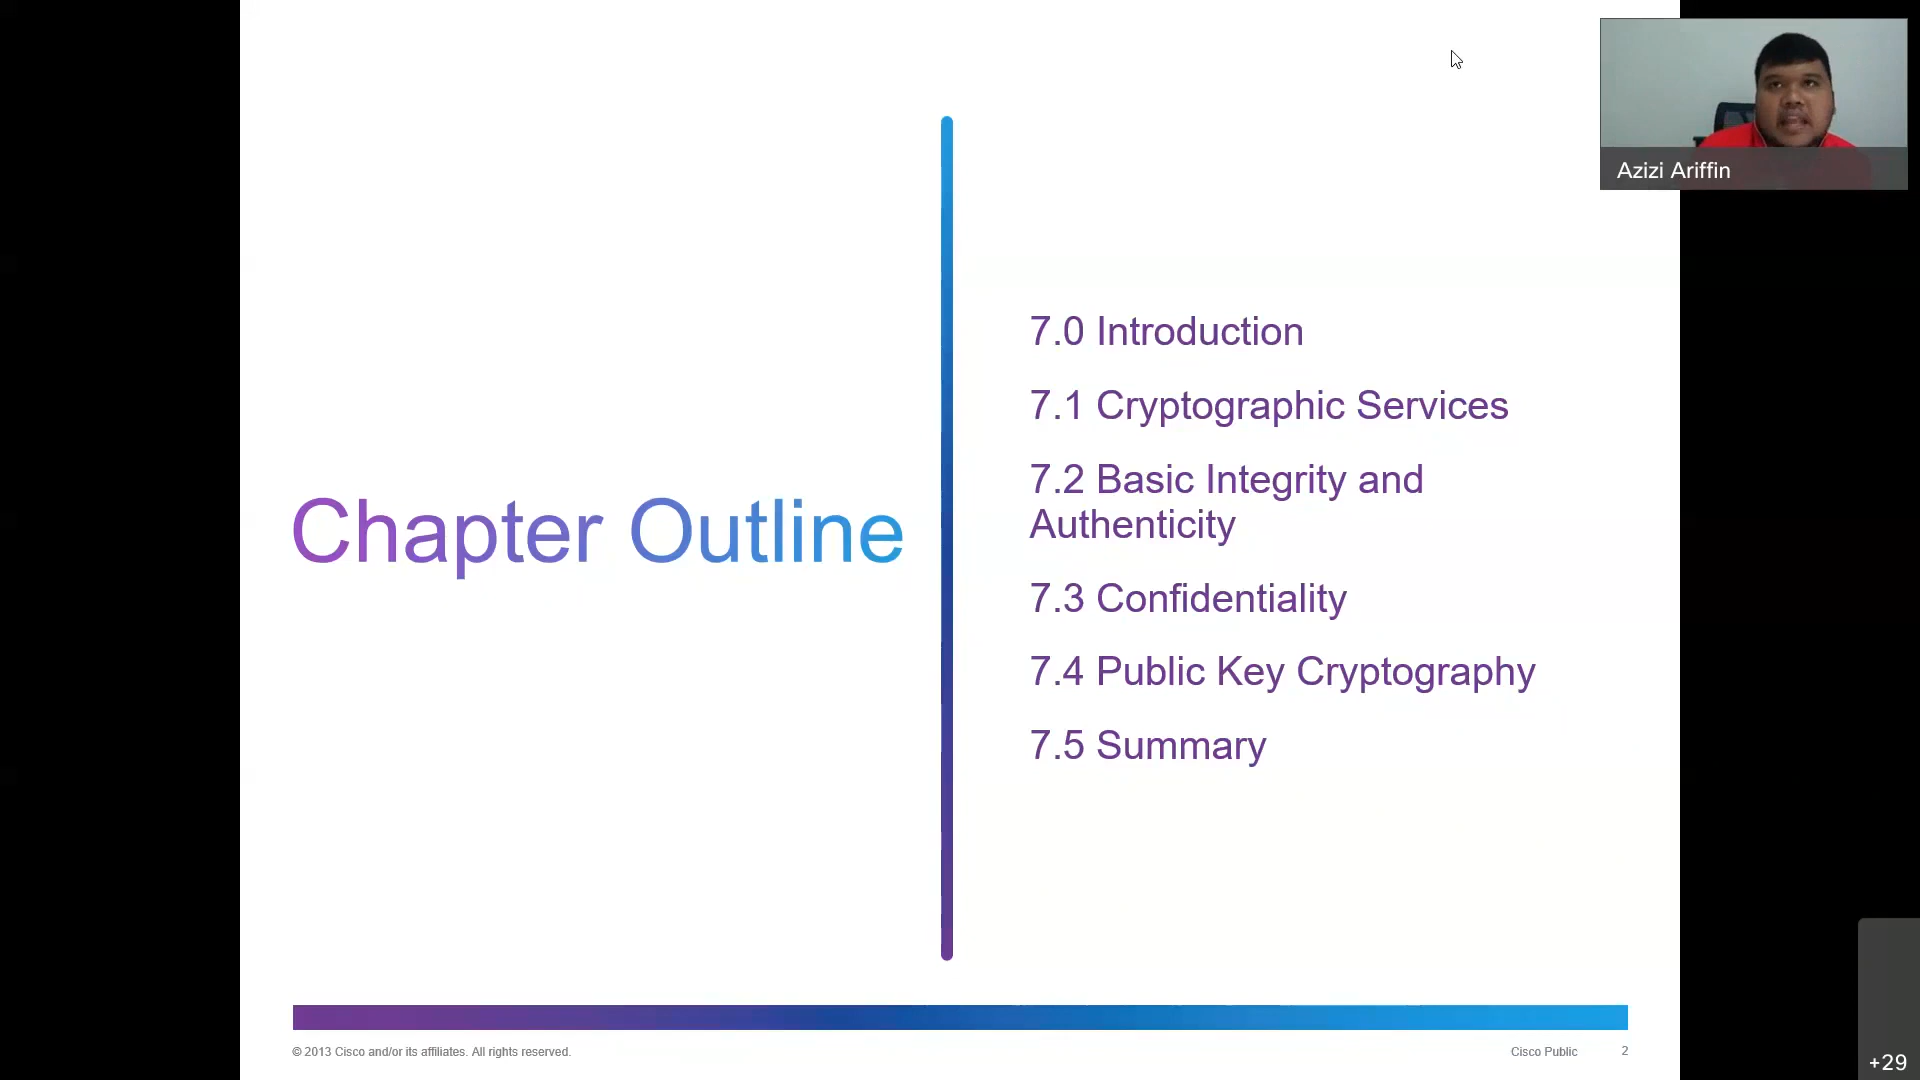 Azizi Ariffin
Chapter Outline
7.0 Introduction
7.1 Cryptographic Services
7.2 Basic Integrity and
Authenticity
7.3 Confidentiality
7.4 Public Key Cryptography
7.5 Summary
© 2013 Cisco and/or its affiliates. All rights reserved.
Cisco Public
2
+29